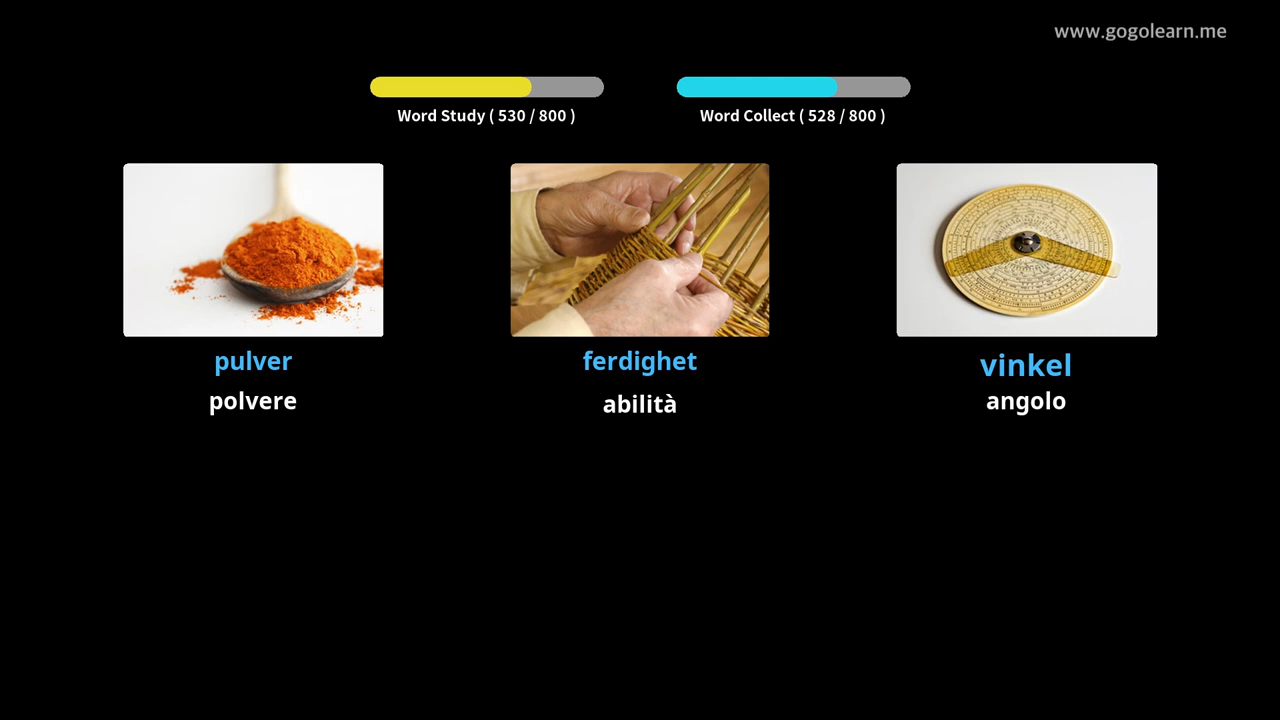 www.gogolearn.me
Word Study ( 530 / 800 )
Word Collect ( 528 / 800 )
pulver
polvere
ferdighet
abilità
vinkel
angolo